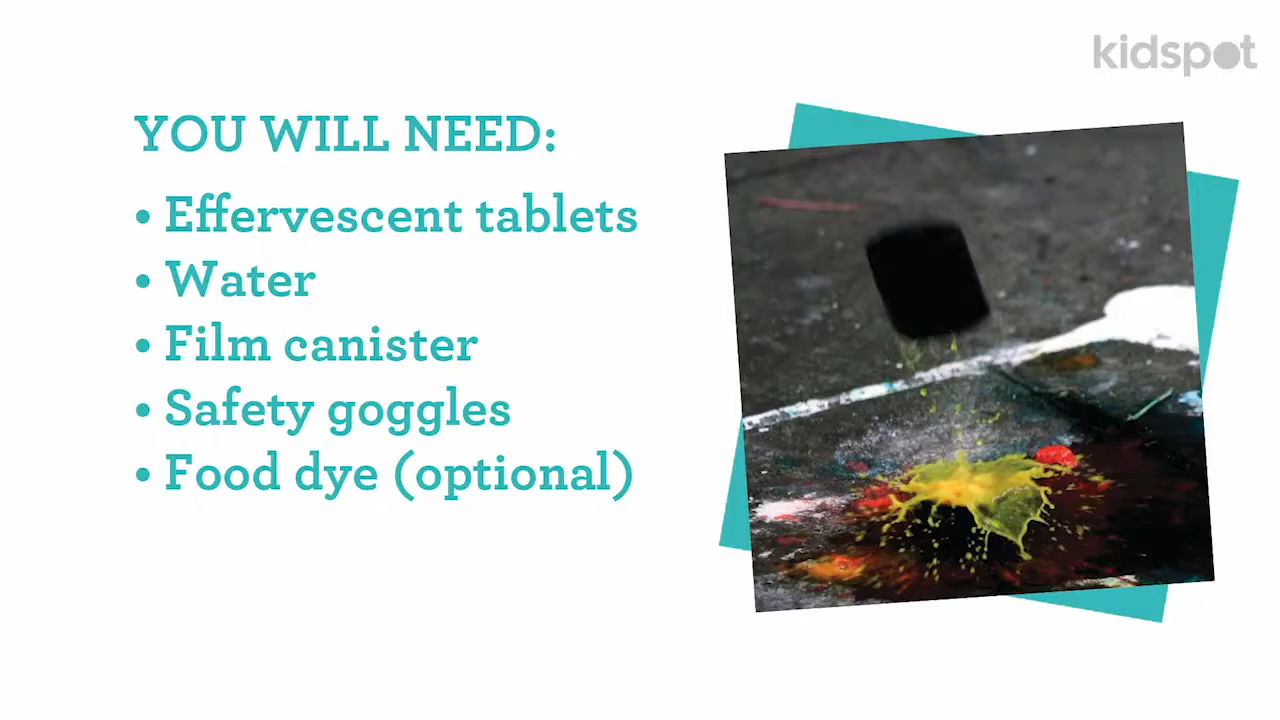 kidspot
YOU WILL NEED:
• Effervescent tablets
• Water
• Film canister
• Safety goggles
• Food dye (optional)